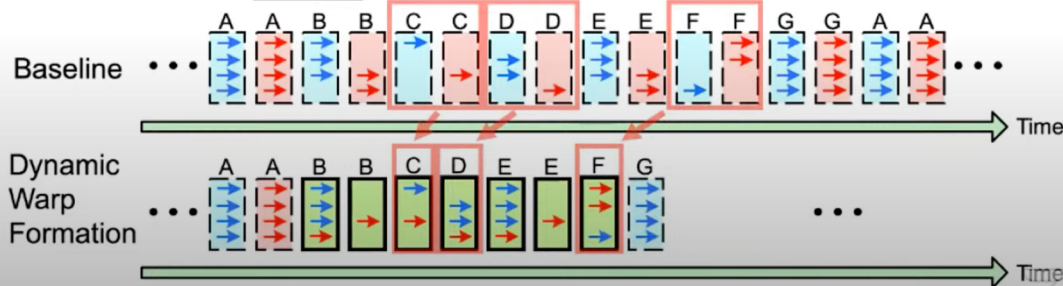 A A B B C C D D E E F F G G A A
Baseline
Time
Dynamic
Warp
Formation
A A B B C D E E F G
Time